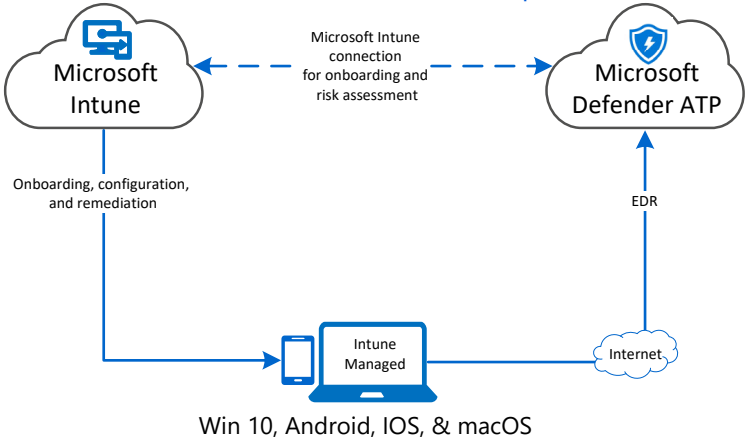 Microsoft
Intune
Microsoft Intune
connection
for onboarding and
risk assessment
Microsoft
Defender ATP
Onboarding, configuration,
and remediation
EDR
Intune
Managed
Internet
Win 10, Android, IOS, & macOS